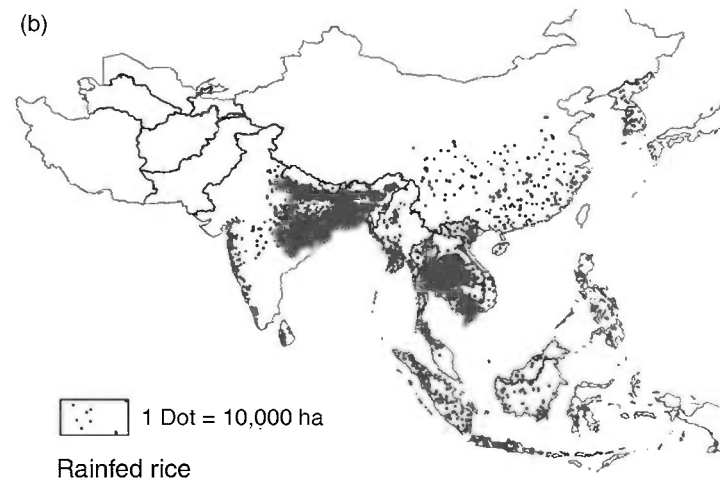 (b)
1 Dot = 10,000 ha
Rainfed rice